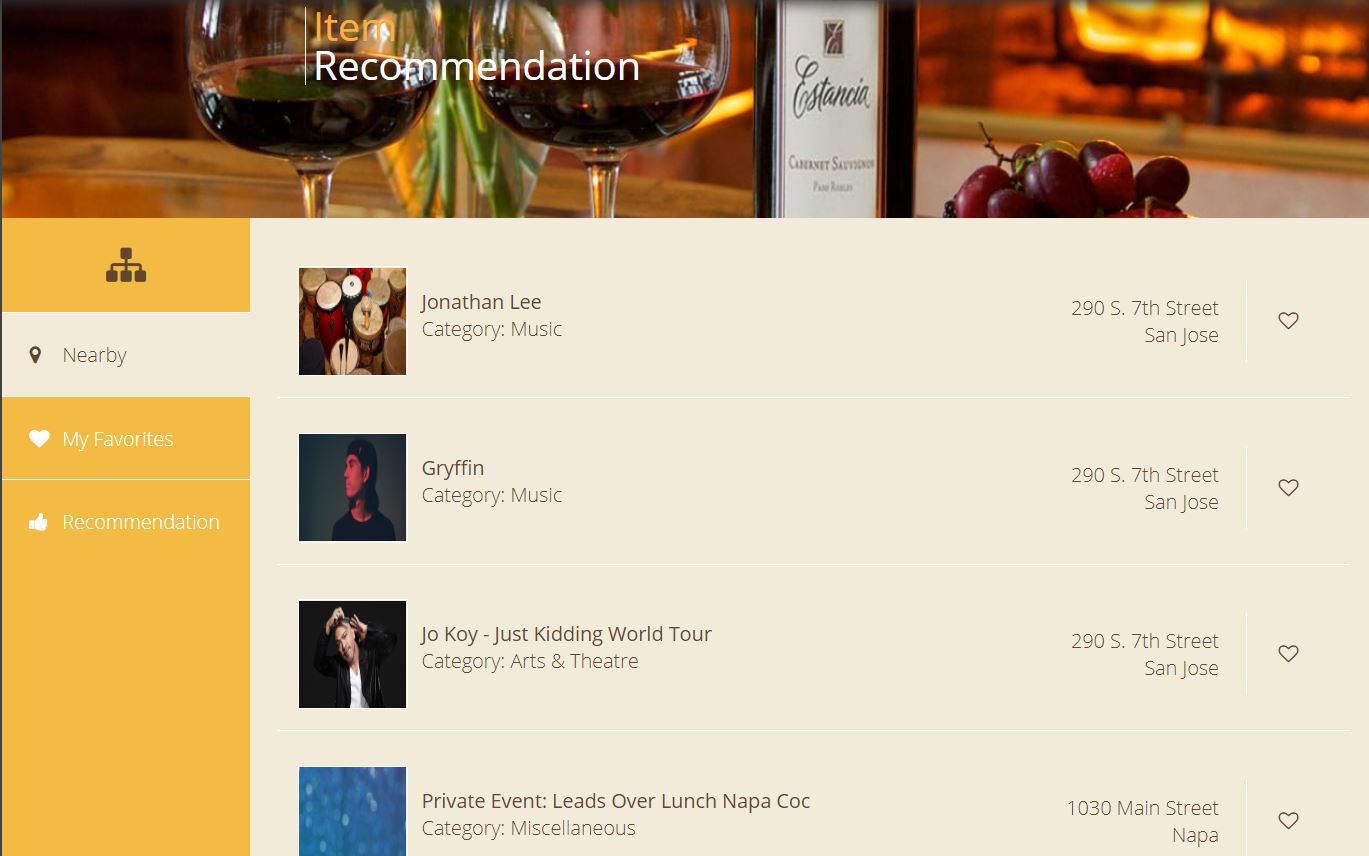 Item
Recommendation
Estancia
CABERNET SAUVIGNON
PASO ROBLES
Nearby
My Favorites
Recommendation
Jonathan Lee
Category: Music
290 S. 7th Street
San Jose
Gryffin
Category: Music
290 S. 7th Street
San Jose
Jo Koy - Just Kidding World Tour
Category: Arts & Theatre
290 S. 7th Street
San Jose
Private Event: Leads Over Lunch Napa Coc
Category: Miscellaneous
1030 Main Street
Napa